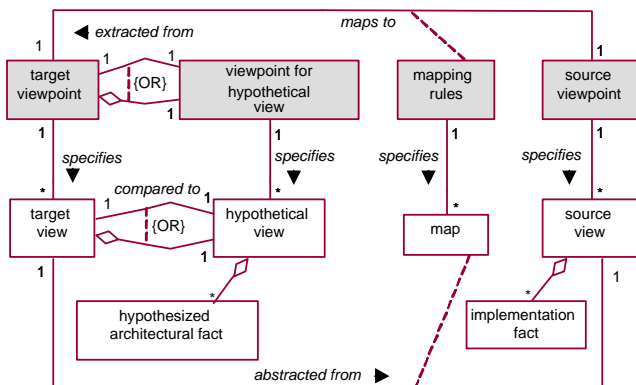 extracted from
maps to
1
1
1
1
target
viewpoint
{OR}
viewpoint for
hypothetical
view
mapping
rules
source
viewpoint
1
1
1
1
1
specifies
specifies
specifies
specifies
*
compared to
*
*
*
1
1
target
view
{OR}
hypothetical
view
map
source
view
1
1
1
*
*
hypothesized
architectural fact
implementation
fact
abstracted from